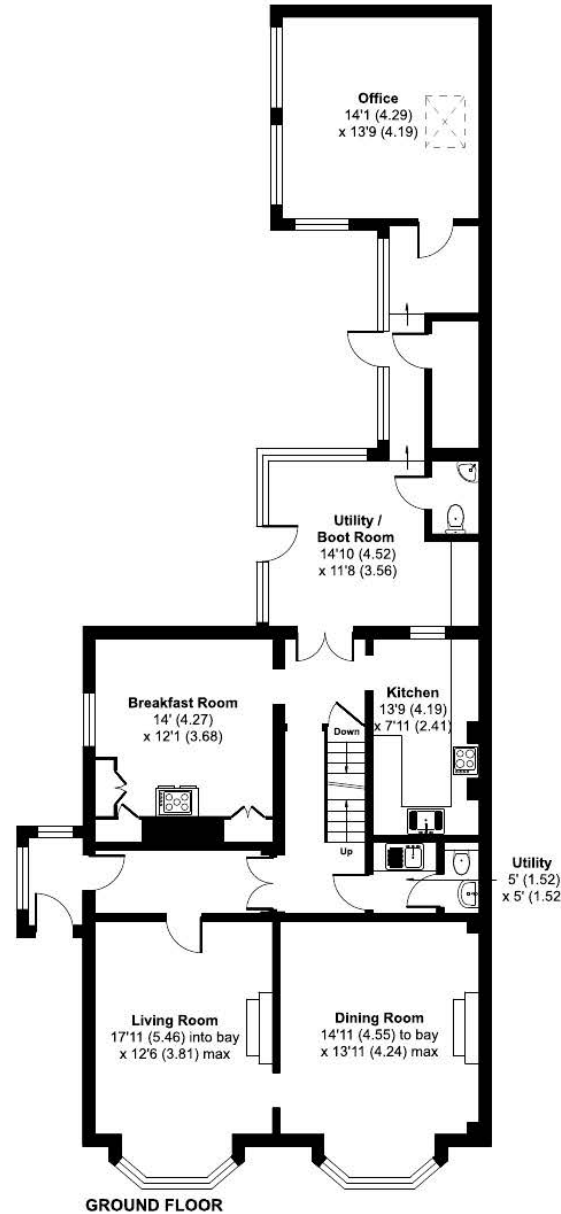 Office
14'1 (4.29)
x 13'9 (4.19)
Utility /
Boot Room
14'10 (4.52)
x 11'8 (3.56)
Breakfast Room
14' (4.27)
x 12'1 (3.68)
Kitchen
13'9 (4.19)
x 7'11 (2.41)
Down
Up
Utility
5' (1.52)
x 5' (1.52
Living Room
17'11 (5.46) into bay
x 12'6 (3.81) max
Dining Room
14'11 (4.55) to bay
x 13'11 (4.24) max
GROUND FLOOR